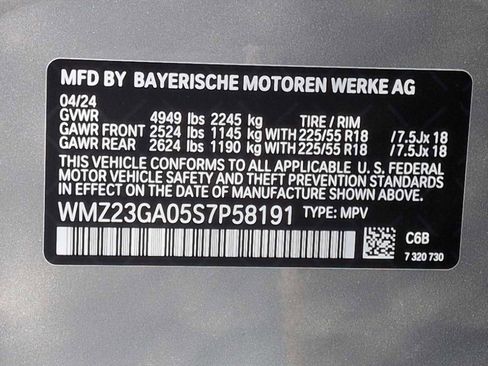 MFD BY BAYERISCHE MOTOREN WERKE AG
04/24
GVWR 4949 lbs 2245 kg TIRE / RIM
GAWR FRONT 2524 lbs 1145 kg WITH 225/55 R18 /7.5Jx 18
GAWR REAR 2624 lbs 1190 kg WITH 225/55 R18 /7.5Jx 18
THIS VEHICLE CONFORMS TO ALL APPLICABLE U. S. FEDERAL
MOTOR VEHICLE SAFETY AND THEFT PREVENTION STANDARDS
IN EFFECT ON THE DATE OF MANUFACTURE SHOWN ABOVE.
WMZ23GA05S7P58191 TYPE: MPV
C6B
7 320 730